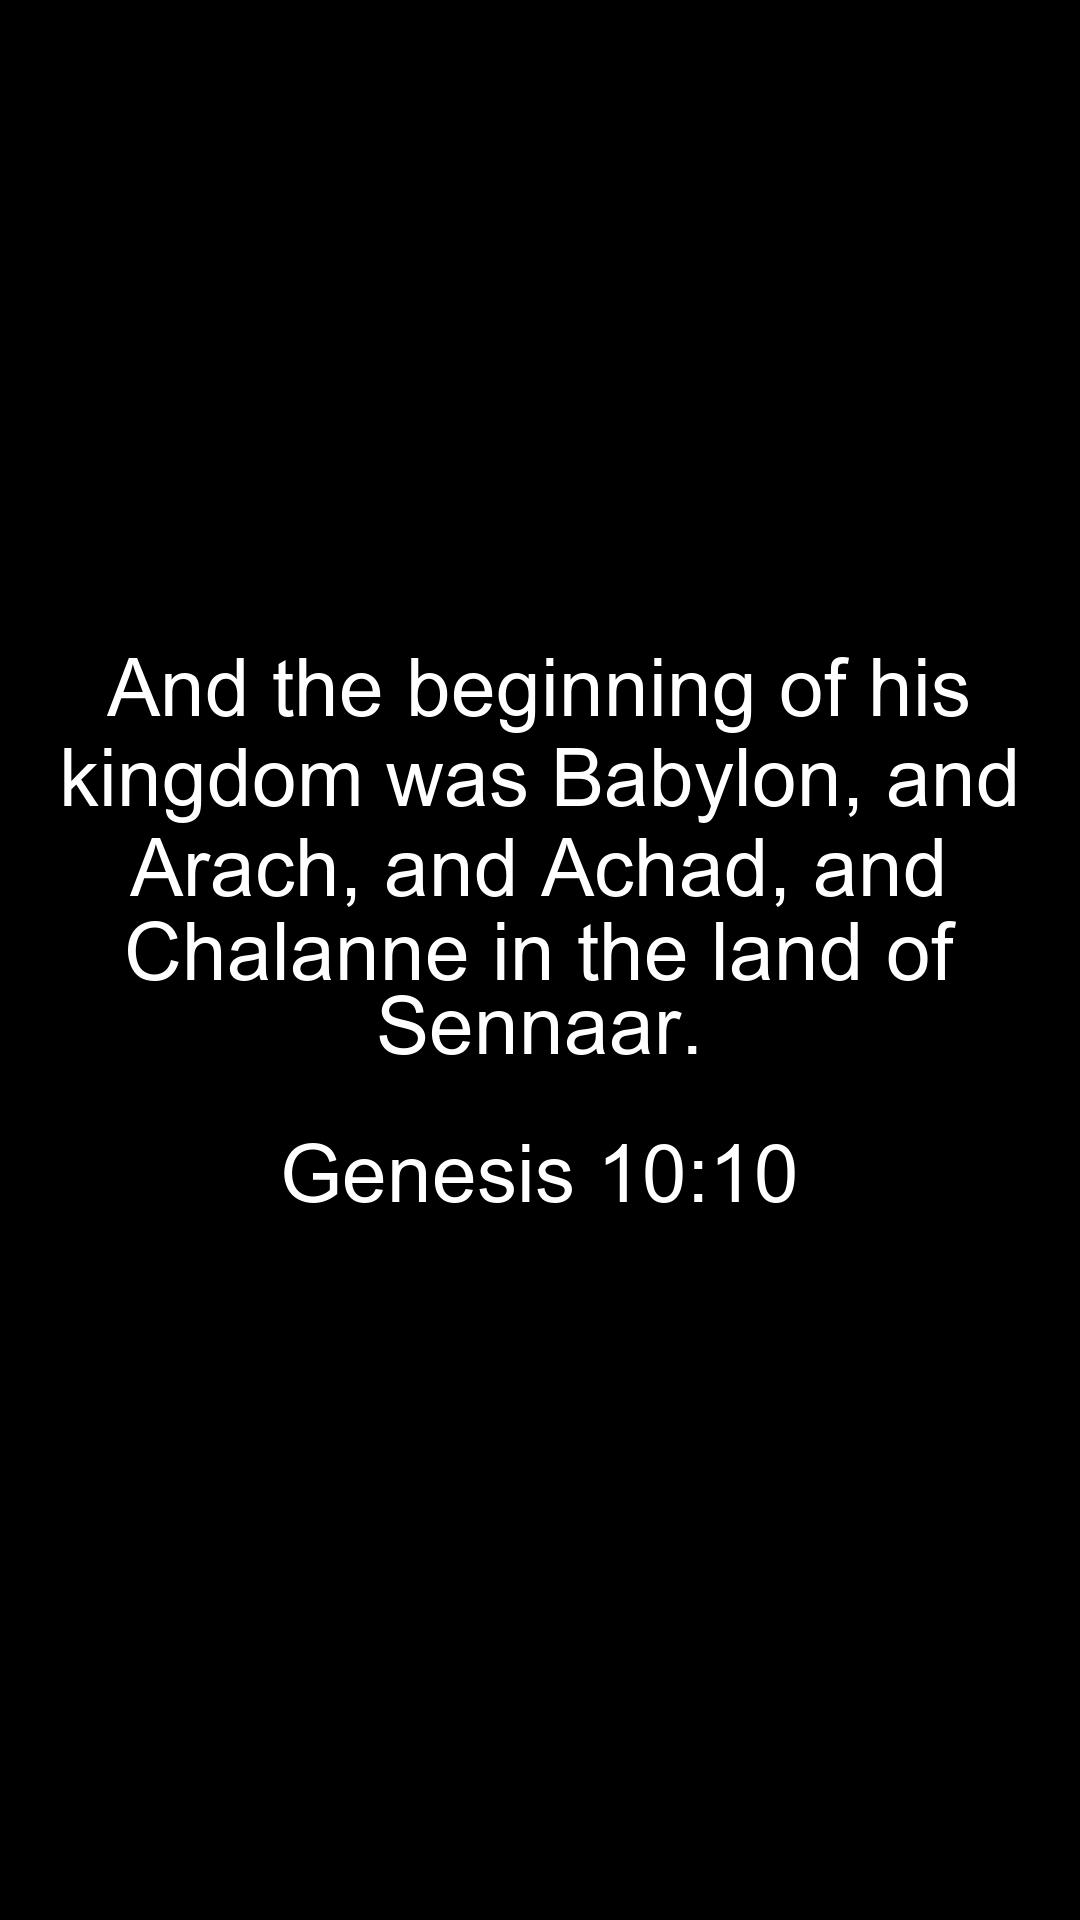 And the beginning of his
kingdom was Babylon, and
Arach, and Achad, and
Chalanne in the land of
Sennaar.
Genesis 10:10